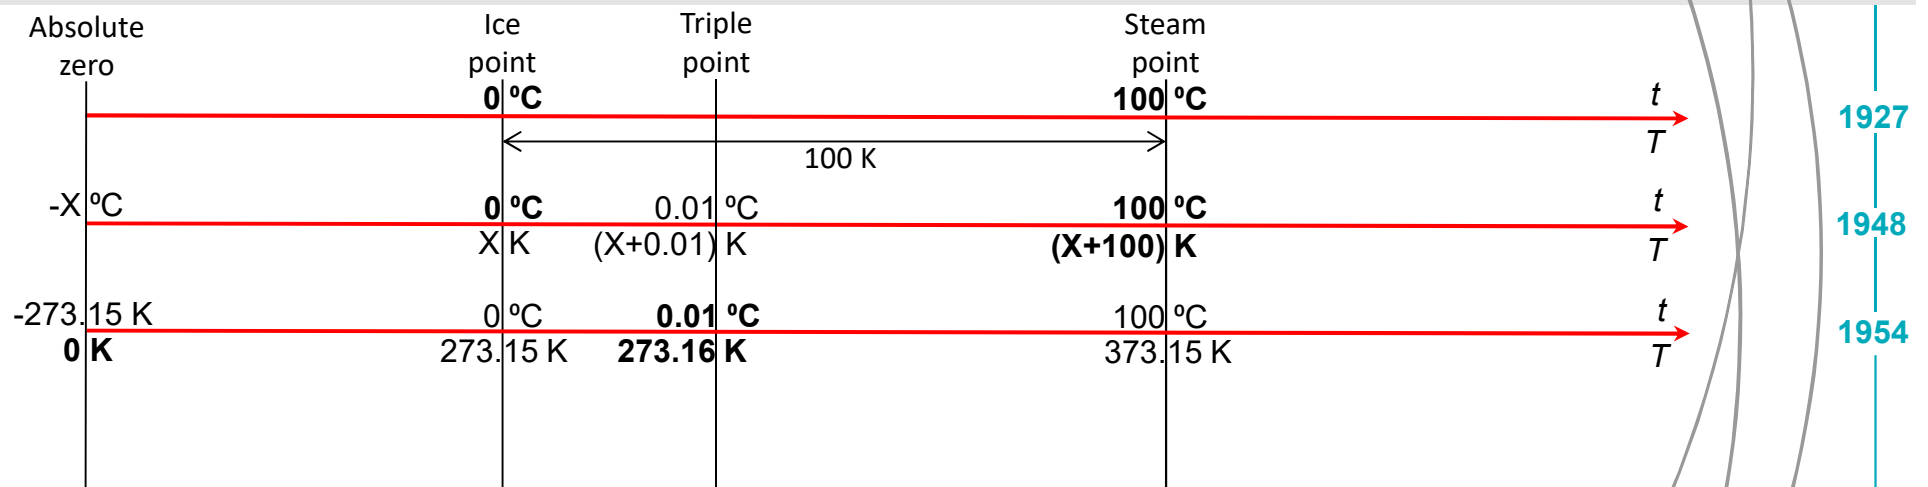 Absolute
zero
Ice
point
Triple
point
Steam
point
0 ºC
100 ºC
t
T
1927
100 K
-X ºC
0 ºC
0.01 ºC
100 ºC
t
X K
(X+0.01) K
(X+100) K
T
1948
-273.15 K
0 ºC
0.01 ºC
100 ºC
t
0 K
273.15 K
273.16 K
373.15 K
T
1954